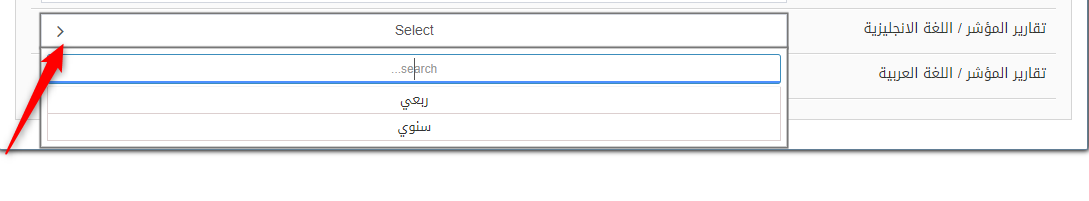 تقارير المؤشر / اللغة الانجليزية
Select
...search
تقارير المؤشر / اللغة العربية
ربعي
سنوي